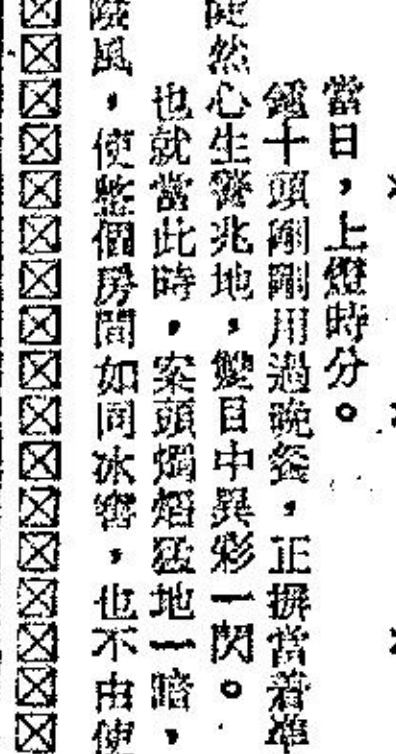 當日，上燈時分。
鍾十頭剛剛用過晚餐，正摒當着準
然心生警兆地，雙目中異彩一閃。
也就當此時，案頭燭焰猛地一暗，
陰風，使整個房間如同冰窖，也不由使